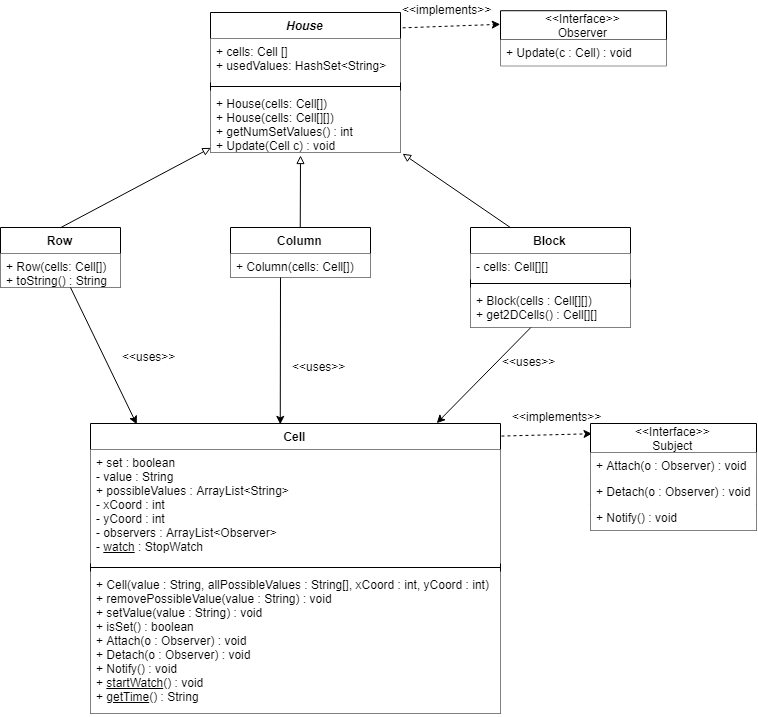 <<implements>>
House
<<Interface>>
Observer
+ cells: Cell []
+ usedValues: HashSet<String>
+ Update(c : Cell) : void
+ House(cells: Cell[])
+ House(cells: Cell[][])
+ getNumSetValues() : int
+ Update(Cell c) : void
Row
+ Row(cells: Cell[])
+ toString() : String
Column
+ Column(cells: Cell[])
Block
- cells: Cell[][]
+ Block(cells : Cell[][])
+ get2DCells() : Cell[][]
<<uses>>
<<uses>>
<<uses>>
<<implements>>
Cell
<<Interface>>
Subject
+ set : boolean
- value : String
+ possibleValues : ArrayList<String>
- xCoord : int
- yCoord : int
- observers : ArrayList<Observer>
- watch : StopWatch
+ Attach(o : Observer) : void
+ Detach(o : Observer) : void
+ Notify() : void
+ Cell(value : String, allPossibleValues : String[], xCoord : int, yCoord : int)
+ removePossibleValue(value : String) : void
+ setValue(value : String) : void
+ isSet() : boolean
+ Attach(o : Observer) : void
+ Detach(o : Observer) : void
+ Notify() : void
+ startWatch() : void
+ getTime() : String